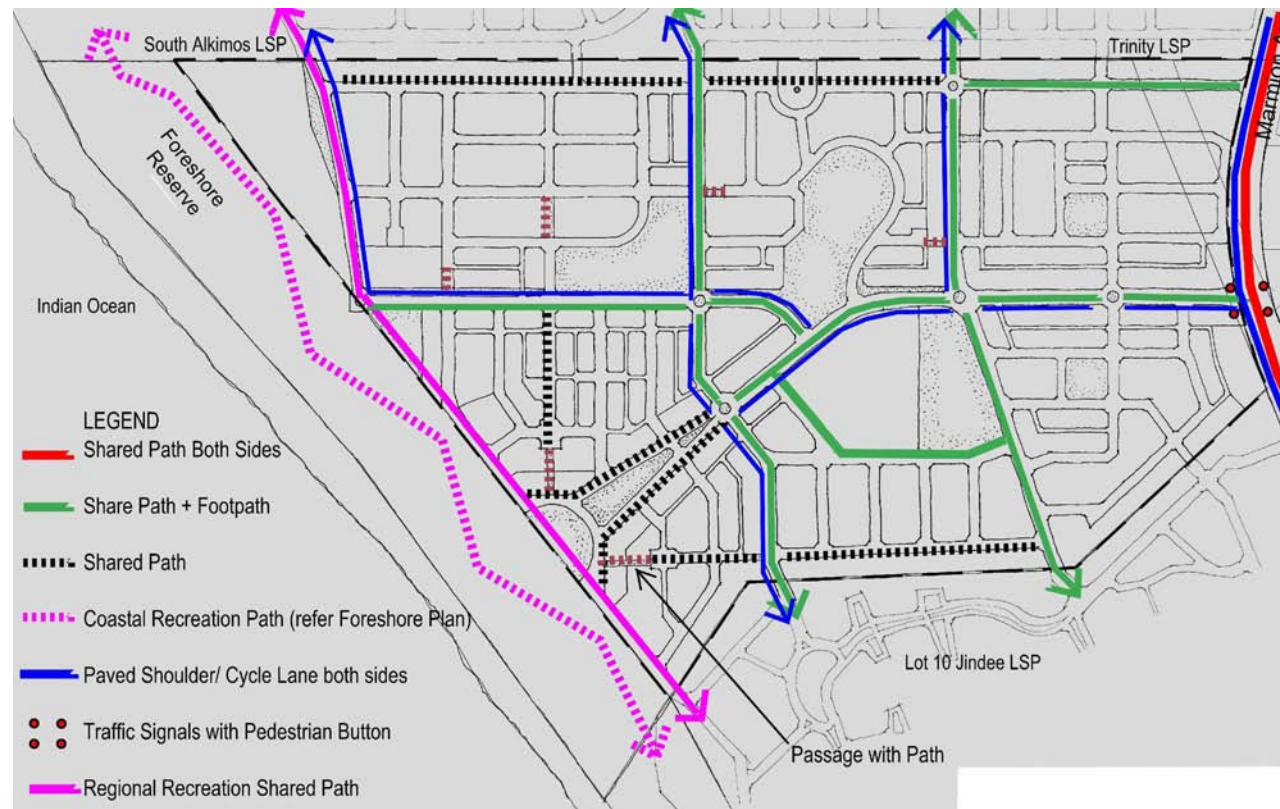 South Alkimos LSP
Trinity LSP
Marmion A
Foreshore
Reserve
Indian Ocean
LEGEND
Shared Path Both Sides
Share Path + Footpath
Shared Path
Coastal Recreation Path (refer Foreshore Plan)
Paved Shoulder/ Cycle Lane both sides
Traffic Signals with Pedestrian Button
Regional Recreation Shared Path
Lot 10 Jindee LSP
Passage with Path